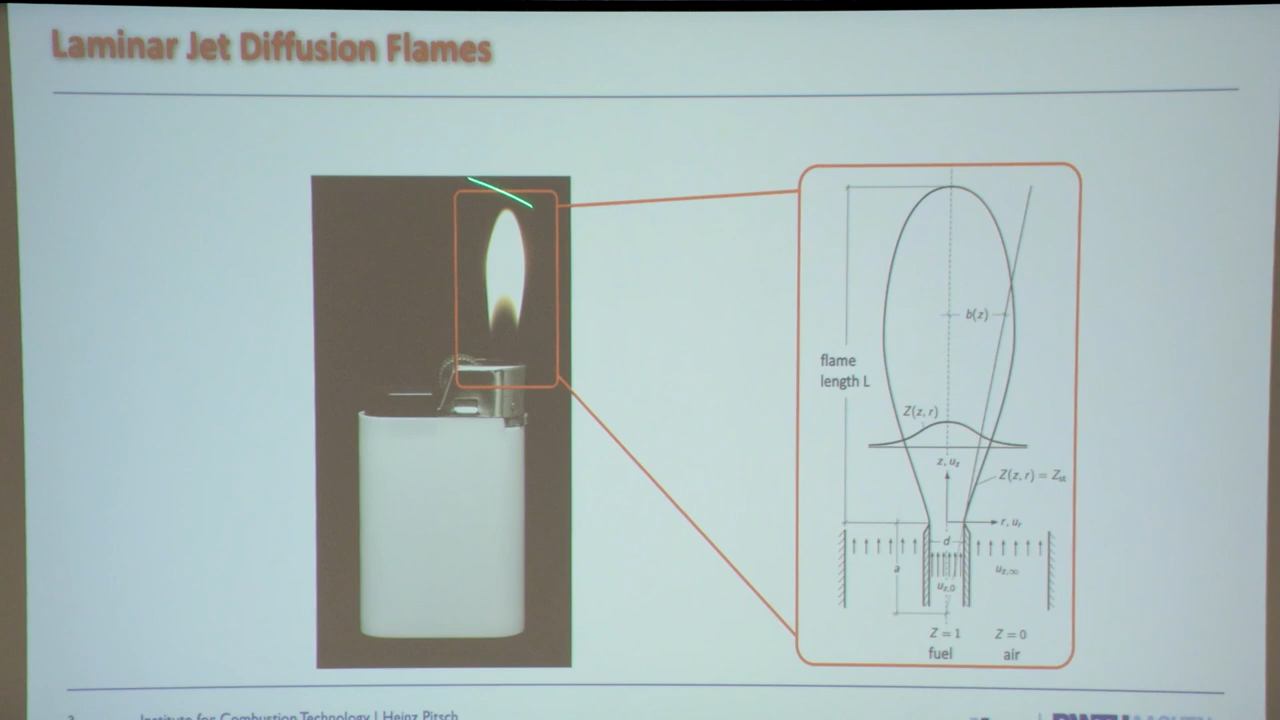 Laminar Jet Diffusion Flames
b(z)
flame
length L
Z(z, r)
z, u_z
Z(z, r) = Z_st
r, u_r
d
a
u_z,∞
u_z,0
Z = 1
Z = 0
fuel
air
Institute for Combustion Technology | Heinz Pitsch